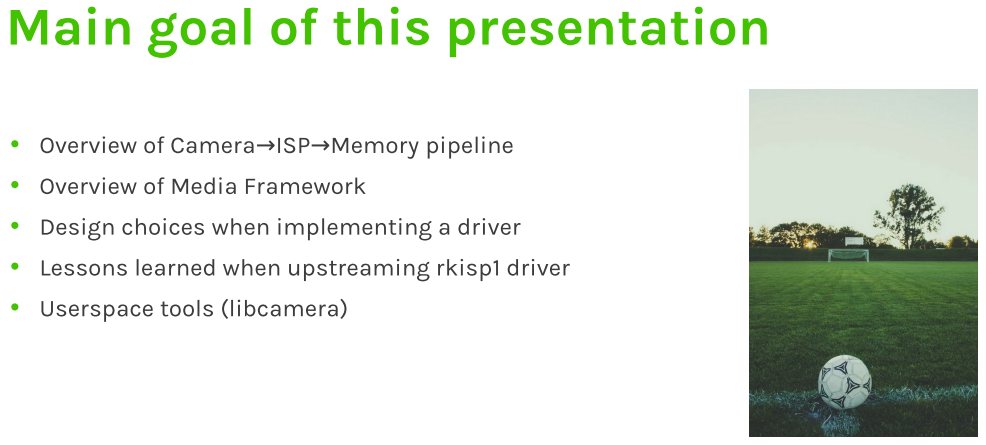 Main goal of this presentation
• Overview of Camera→ISP→Memory pipeline
• Overview of Media Framework
• Design choices when implementing a driver
• Lessons learned when upstreaming rkisp1 driver
• Userspace tools (libcamera)